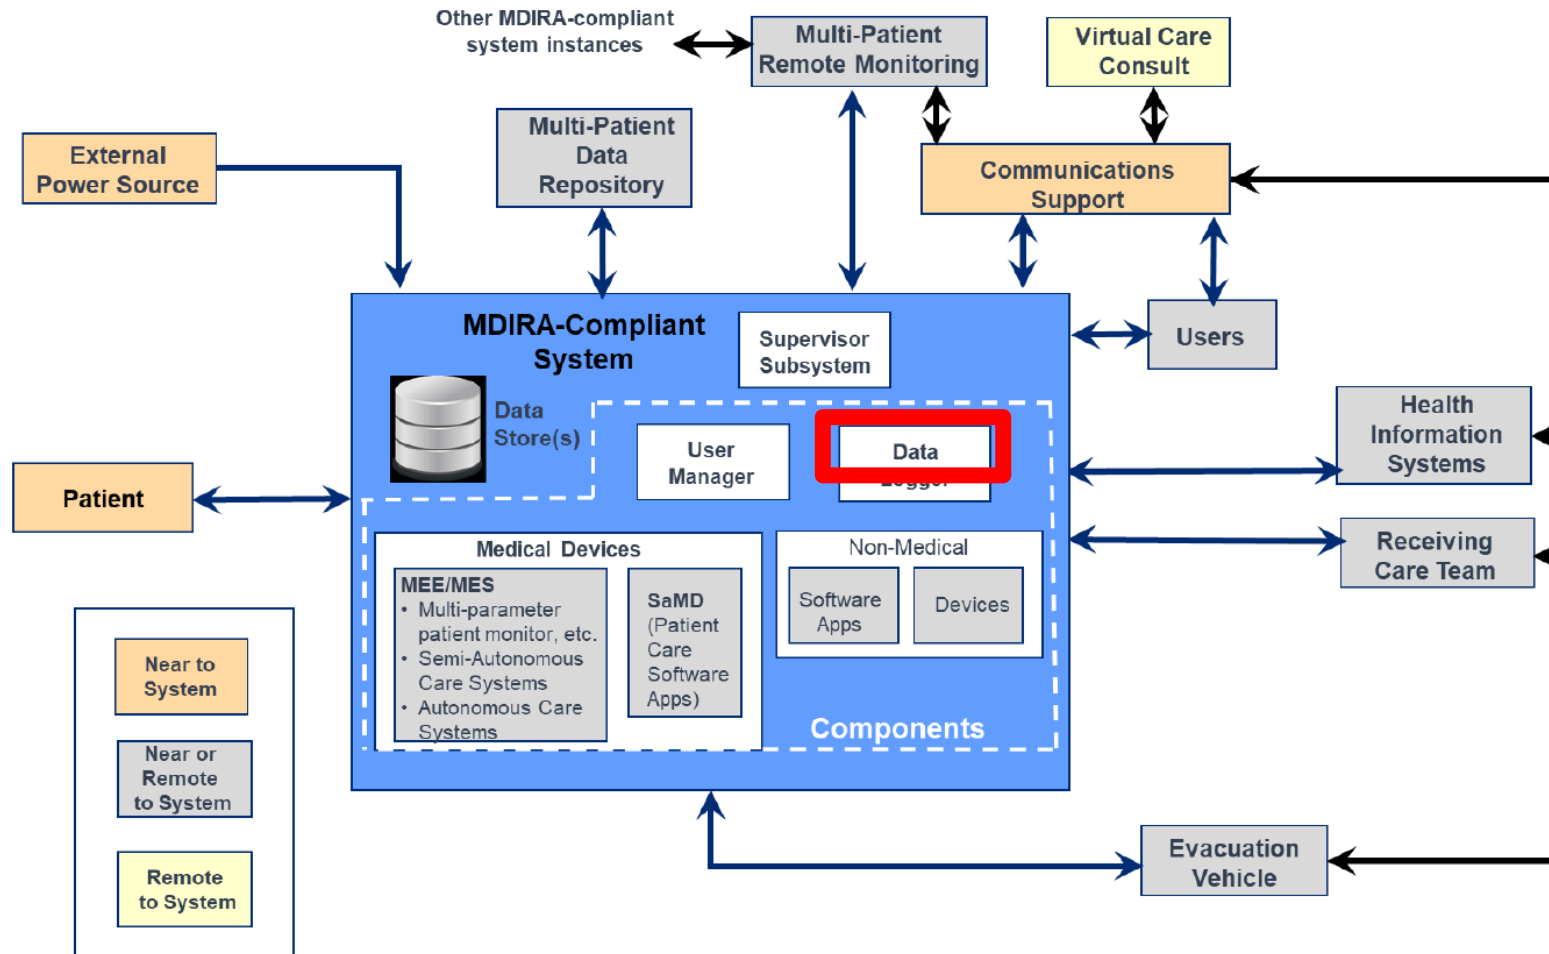 Other MDIRA-compliant
system instances
Multi-Patient
Remote Monitoring
Virtual Care
Consult
External
Power Source
Multi-Patient
Data
Repository
Communications
Support
MDIRA-Compliant
System
Supervisor
Subsystem
Users
Data
Store(s)
User
Manager
Data
Logger
Health
Information
Systems
Patient
Receiving
Care Team
Medical Devices
MEE/MES
• Multi-parameter
patient monitor, etc.
• Semi-Autonomous
Care Systems
• Autonomous Care
Systems
SaMD
(Patient
Care
Software
Apps)
Non-Medical
Software
Apps
Devices
Components
Near to
System
Near or
Remote
to System
Remote
to System
Evacuation
Vehicle